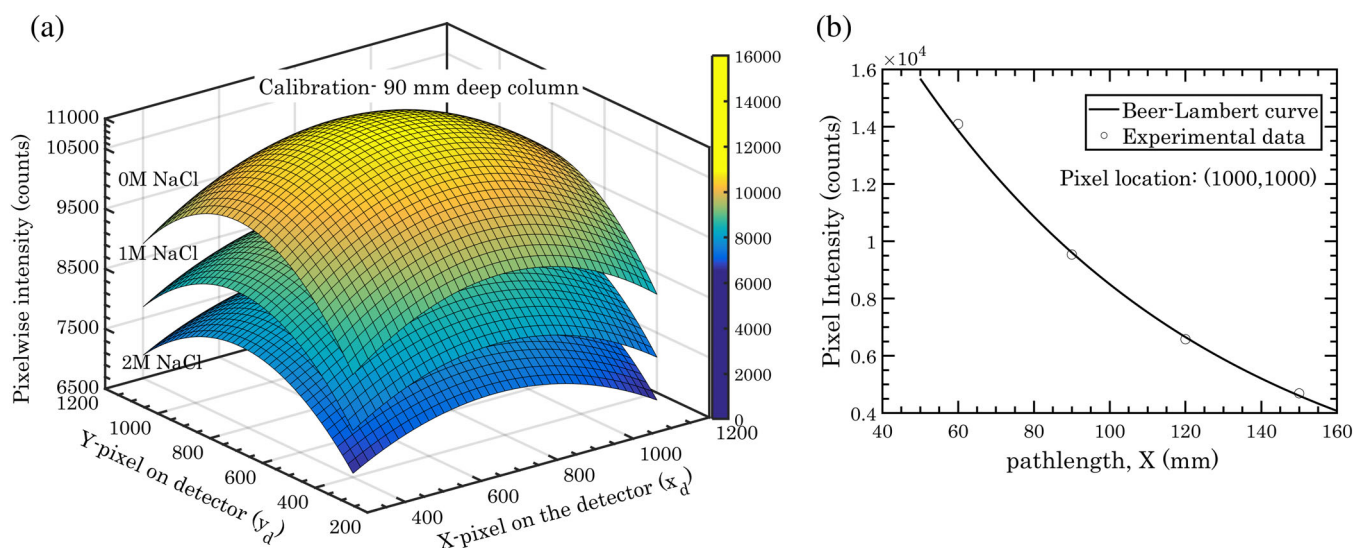 (a)
Calibration- 90 mm deep column
Pixelwise intensity (counts)
11000
10500
9500
8500
7500
6500
0M NaCl
1M NaCl
2M NaCl
1200
1000
800
600
400
200
Y-pixel on detector (y_d)
400
600
800
1000
1200
X-pixel on the detector (x_d)
16000
14000
12000
10000
8000
6000
4000
2000
0
(b)
×10⁴
1.6
1.4
1.2
1
0.8
0.6
0.4
Pixel Intensity (counts)
Beer-Lambert curve
Experimental data
Pixel location: (1000,1000)
40 60 80 100 120 140 160
pathlength, X (mm)